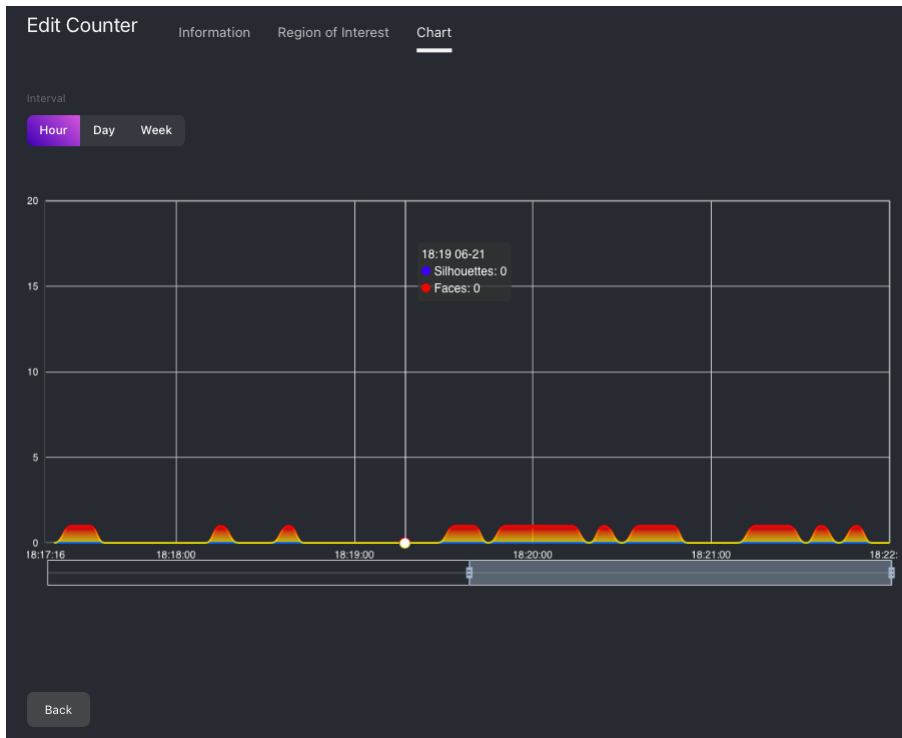 Edit Counter
Information Region of Interest Chart
Interval
Hour Day Week
20
18:19 06-21
Silhouettes: 0
15
Faces: 0
10
5
0
18:17:16 18:18:00 18:19:00 18:20:00 18:21:00 18:22:
Back